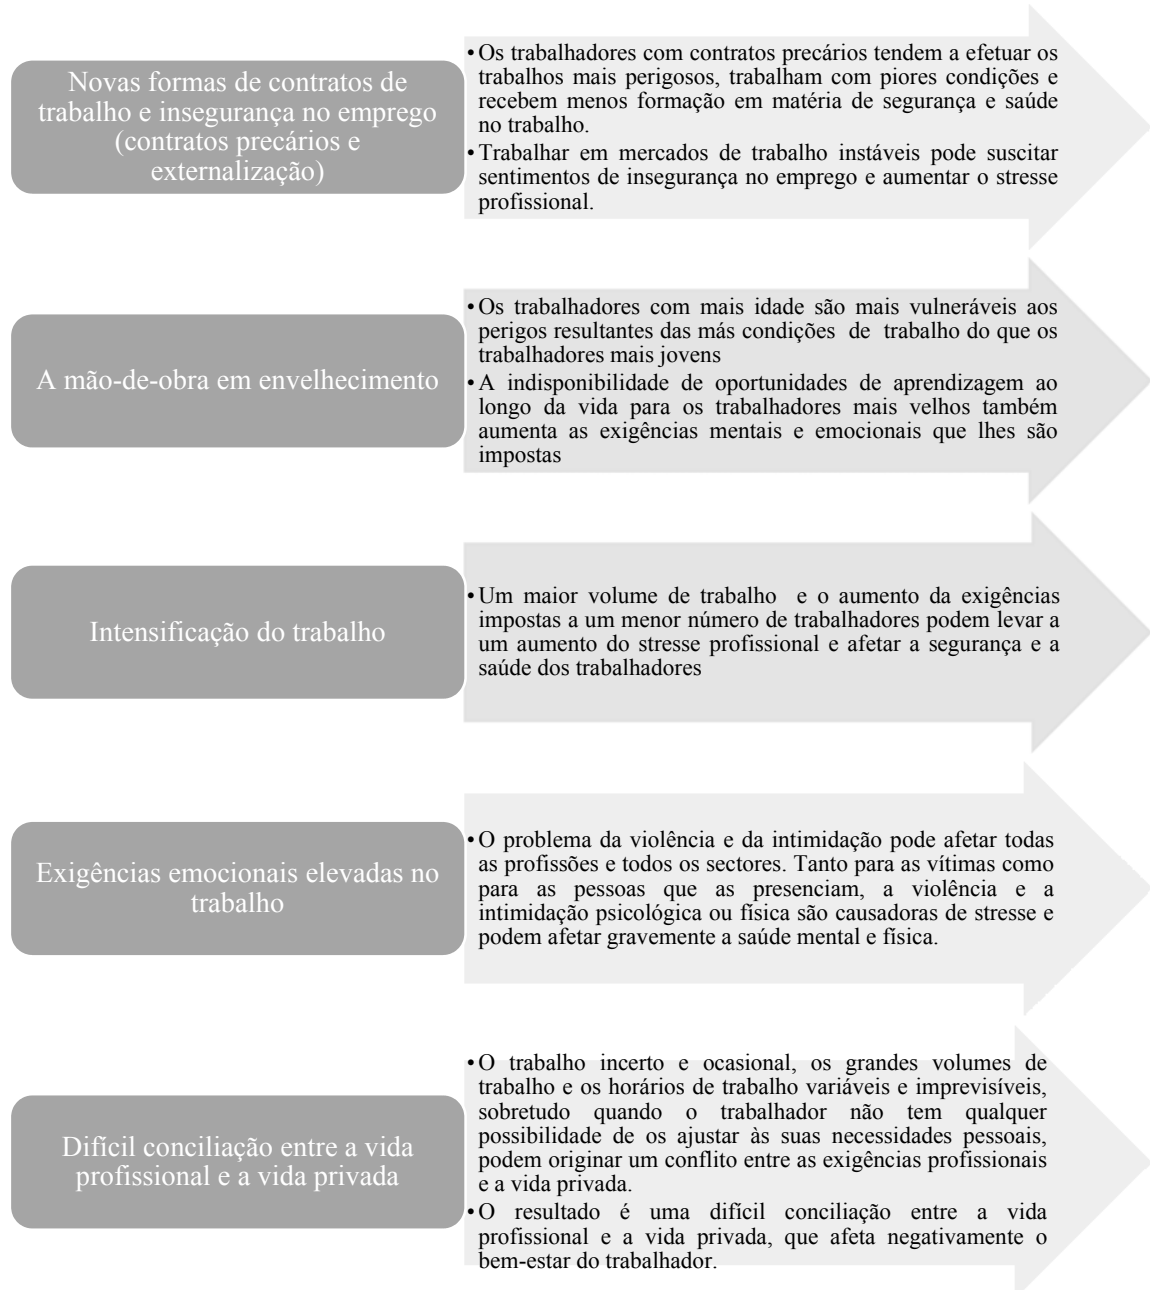 Novas formas de contratos de
trabalho e insegurança no emprego
(contratos precários e
externalização)
•Os trabalhadores com contratos precários tendem a efetuar os
trabalhos mais perigosos, trabalham com piores condições e
recebem menos formação em matéria de segurança e saúde
no trabalho.
•Trabalhar em mercados de trabalho instáveis pode suscitar
sentimentos de insegurança no emprego e aumentar o stresse
profissional.
A mão-de-obra em envelhecimento
•Os trabalhadores com mais idade são mais vulneráveis aos
perigos resultantes das más condições de trabalho do que os
trabalhadores mais jovens
•A indisponibilidade de oportunidades de aprendizagem ao
longo da vida para os trabalhadores mais velhos também
aumenta as exigências mentais e emocionais que lhes são
impostas
Intensificação do trabalho
•Um maior volume de trabalho e o aumento da exigências
impostas a um menor número de trabalhadores podem levar a
um aumento do stresse profissional e afetar a segurança e a
saúde dos trabalhadores
Exigências emocionais elevadas no
trabalho
•O problema da violência e da intimidação pode afetar todas
as profissões e todos os sectores. Tanto para as vítimas como
para as pessoas que as presenciam, a violência e a
intimidação psicológica ou física são causadoras de stresse e
podem afetar gravemente a saúde mental e física.
Difícil conciliação entre a vida
profissional e a vida privada
•O trabalho incerto e ocasional, os grandes volumes de
trabalho e os horários de trabalho variáveis e imprevisíveis,
sobretudo quando o trabalhador não tem qualquer
possibilidade de os ajustar às suas necessidades pessoais,
podem originar um conflito entre as exigências profissionais
e a vida privada.
•O resultado é uma difícil conciliação entre a vida
profissional e a vida privada, que afeta negativamente o
bem-estar do trabalhador.